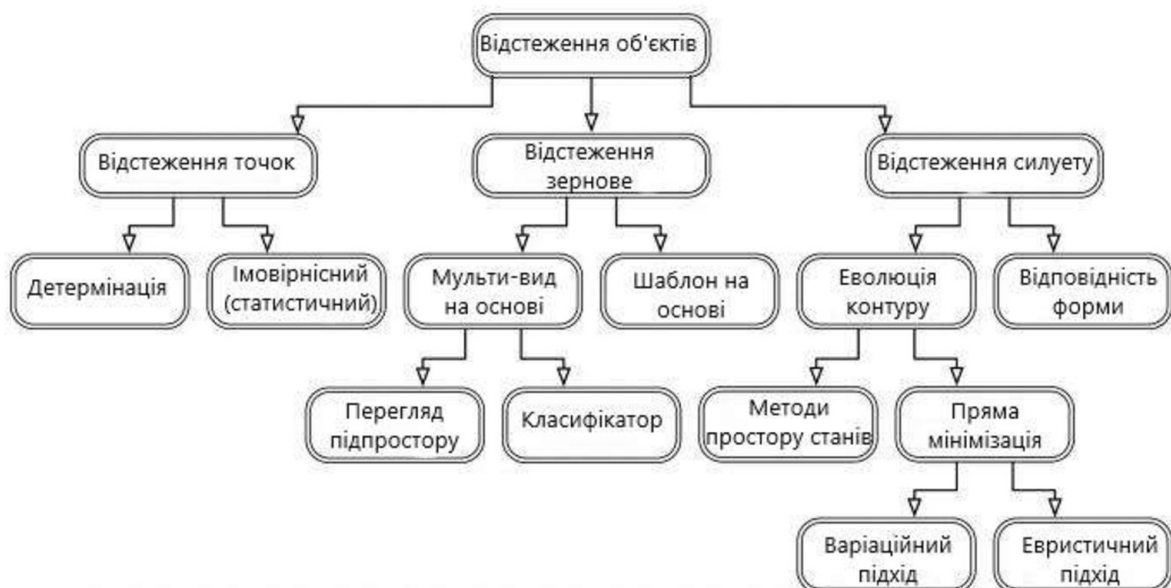 Відстеження об'єктів
Відстеження точок
Відстеження
зернове
Відстеження силуету
Детермінація
Імовірнісний
(статистичний)
Мульти-вид
на основі
Шаблон на
основі
Еволюція
контуру
Відповідність
форми
Перегляд
підпростору
Класифікатор
Методи
простору станів
Пряма
мінімізація
Варіаційний
підхід
Евристичний
підхід